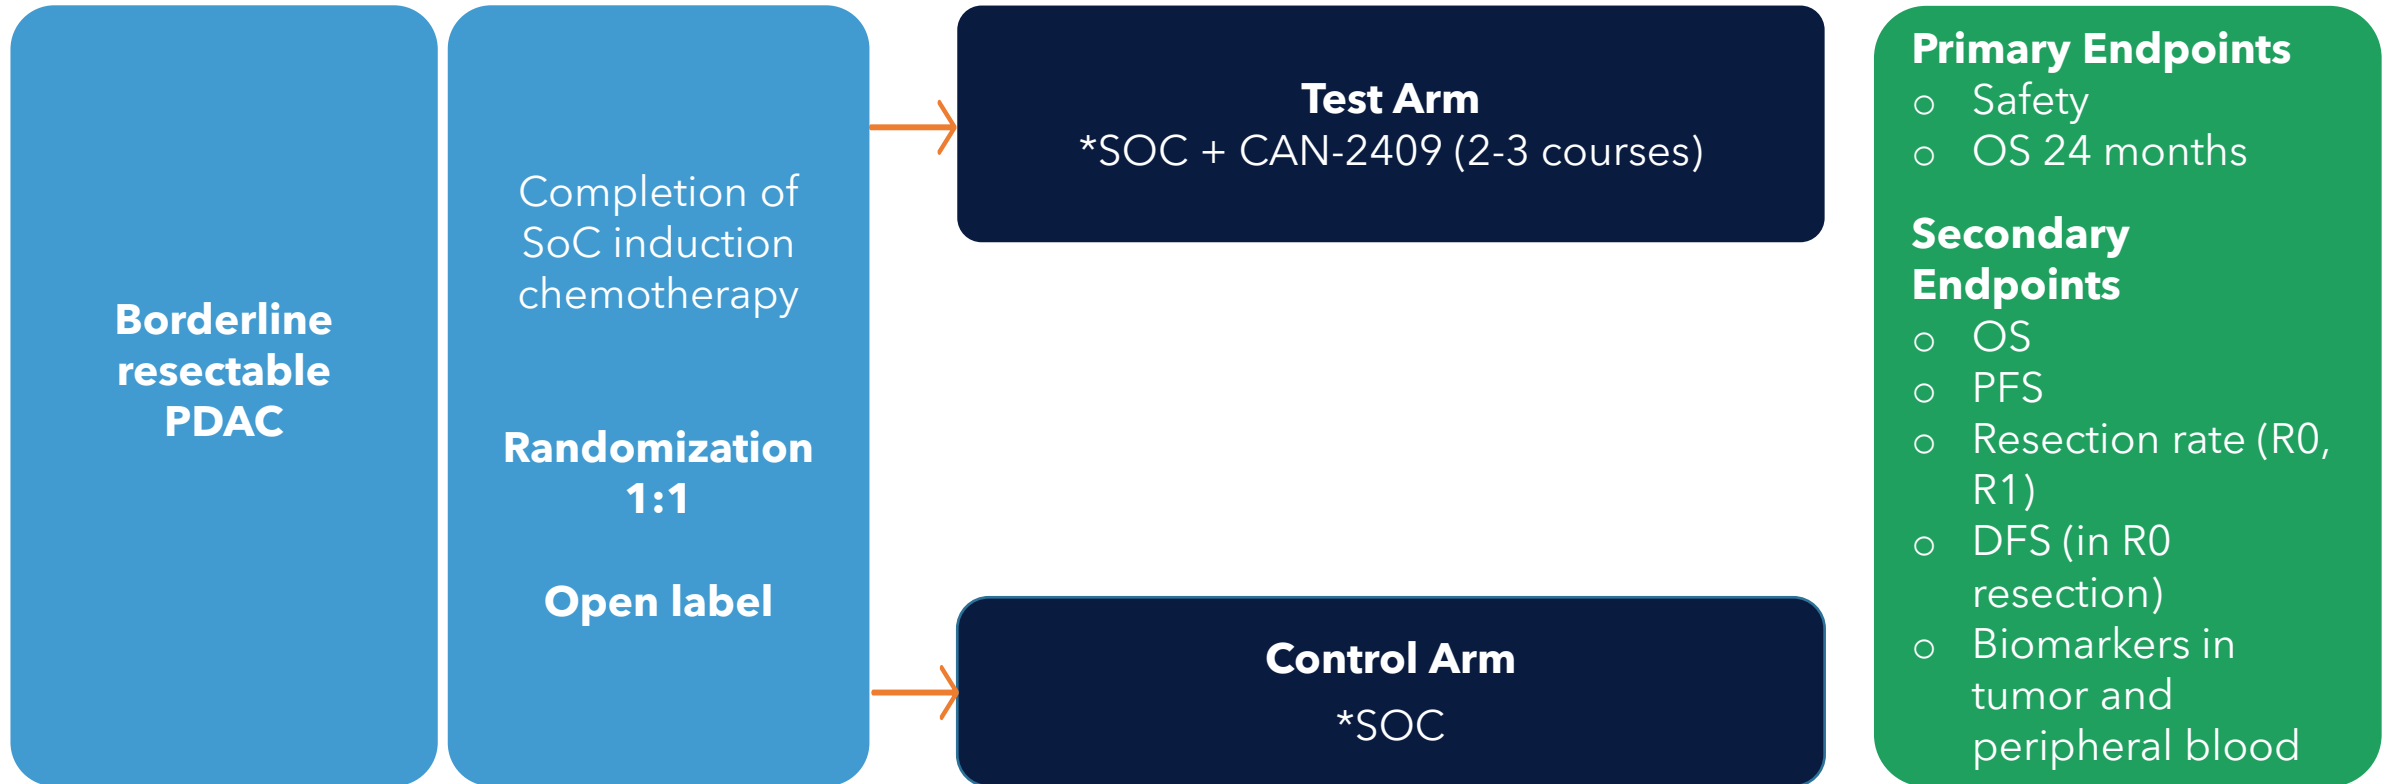 Borderline
resectable
PDAC
Completion of
SoC induction
chemotherapy
Randomization
1:1
Open label
Test Arm
*SOC + CAN-2409 (2-3 courses)
Control Arm
*SOC
Primary Endpoints
o Safety
o OS 24 months
Secondary
Endpoints
o OS
o PFS
o Resection rate (R0,
R1)
o DFS (in R0
resection)
o Biomarkers in
tumor and
peripheral blood